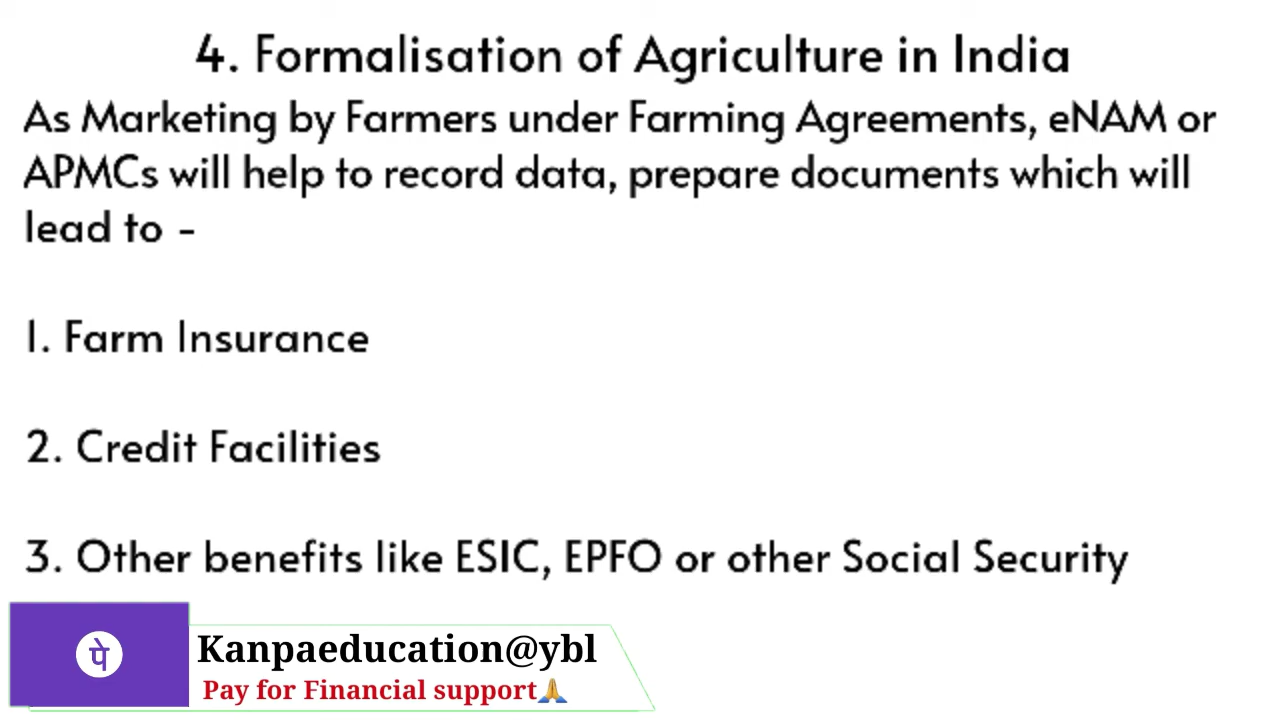 4. Formalisation of Agriculture in India
As Marketing by Farmers under Farming Agreements, eNAM or
APMCs will help to record data, prepare documents which will
lead to -
1. Farm Insurance
2. Credit Facilities
3. Other benefits like ESIC, EPFO or other Social Security
पे
Kanpaeducation@ybl
Pay for Financial support🙏